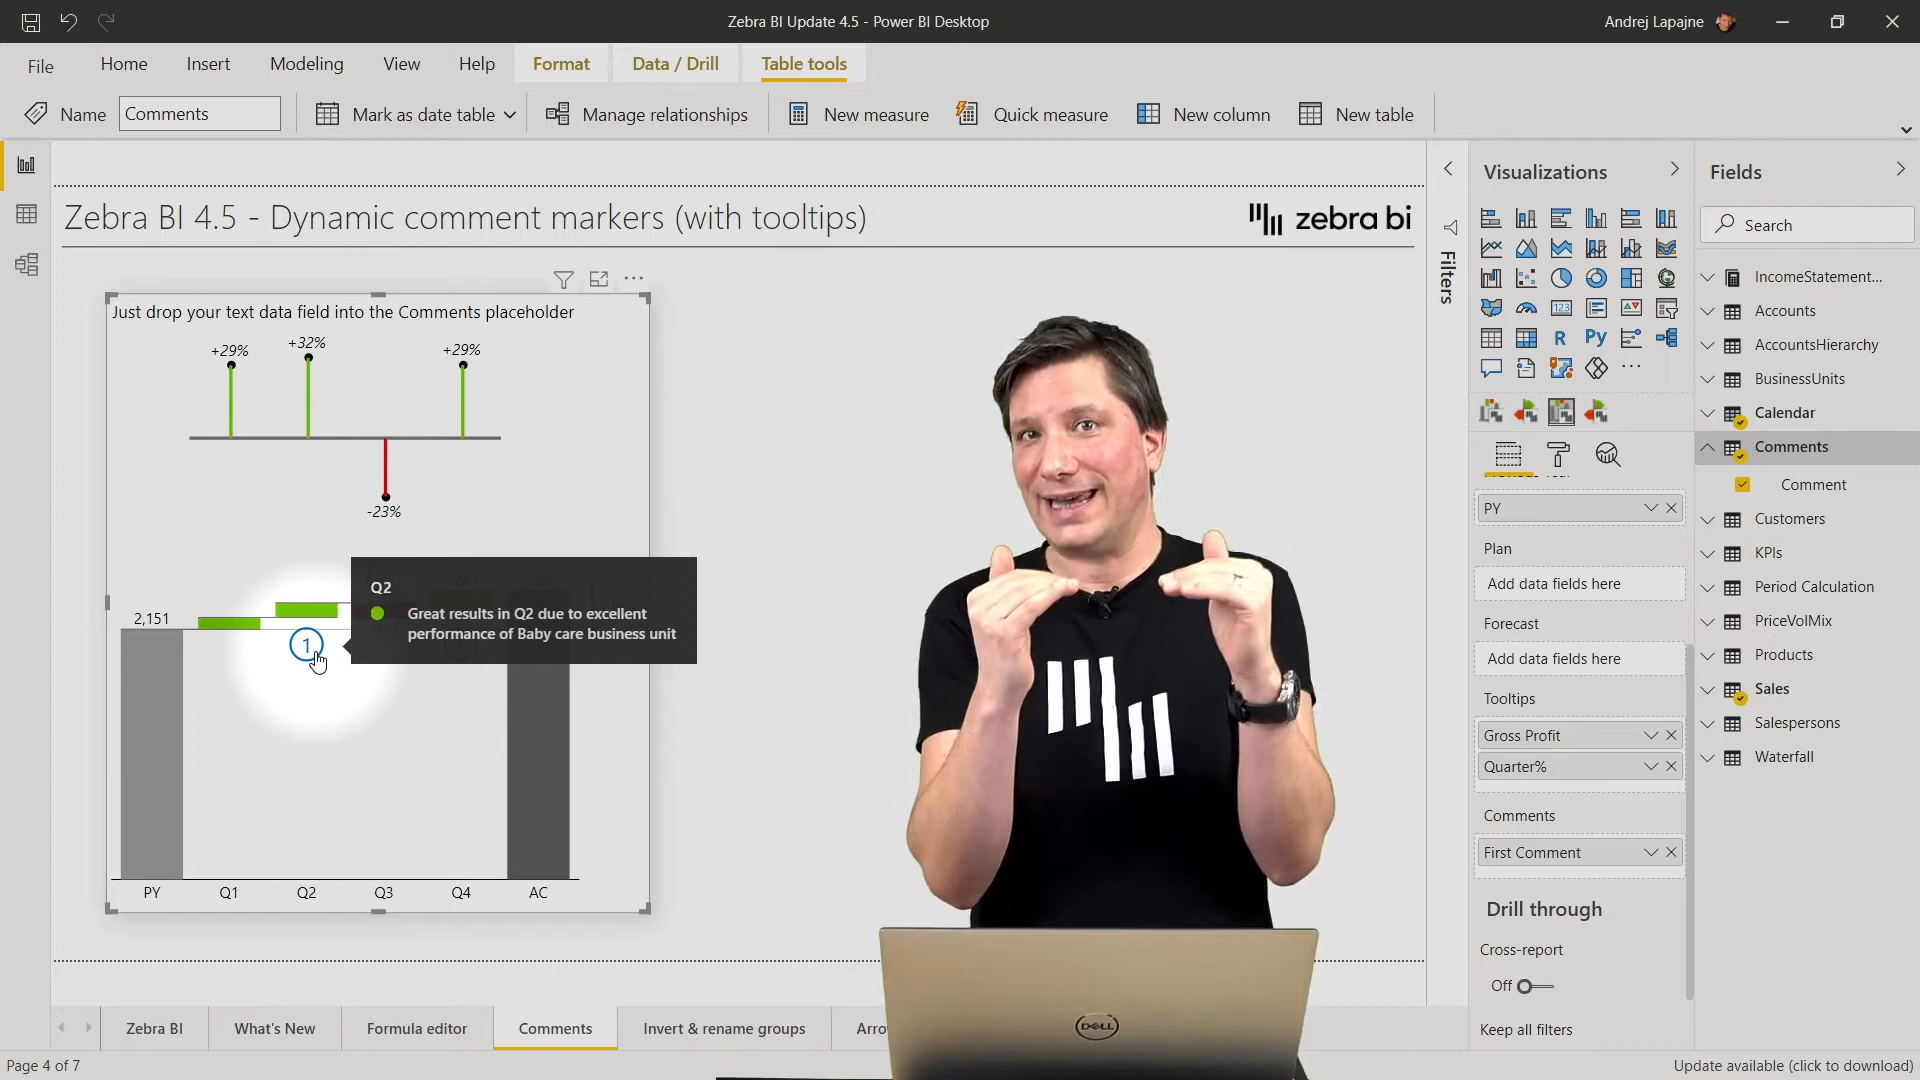 Zebra BI Update 4.5 - Power BI Desktop
Andrej Lapajne
File
Home
Insert
Modeling
View
Help
Format
Data / Drill
Table tools
Name
Comments
Mark as date table
Manage relationships
New measure
Quick measure
New column
New table
Zebra BI 4.5 - Dynamic comment markers (with tooltips)
zebra bi
Just drop your text data field into the Comments placeholder
+29%
+32%
+29%
-23%
2,151
1
Q2
Great results in Q2 due to excellent
performance of Baby care business unit
PY
Q1
Q2
Q3
Q4
AC
DELL
Filters
Visualizations
123
R
Py
PY
Plan
Add data fields here
Forecast
Add data fields here
Tooltips
Gross Profit
Quarter%
Comments
First Comment
Drill through
Cross-report
Off
Keep all filters
Fields
Search
IncomeStatement...
Accounts
AccountsHierarchy
BusinessUnits
Calendar
Comments
Comment
Customers
KPIs
Period Calculation
PriceVolMix
Products
Sales
Salespersons
Waterfall
Zebra BI
What's New
Formula editor
Comments
Invert & rename groups
Arro
Page 4 of 7
Update available (click to download)